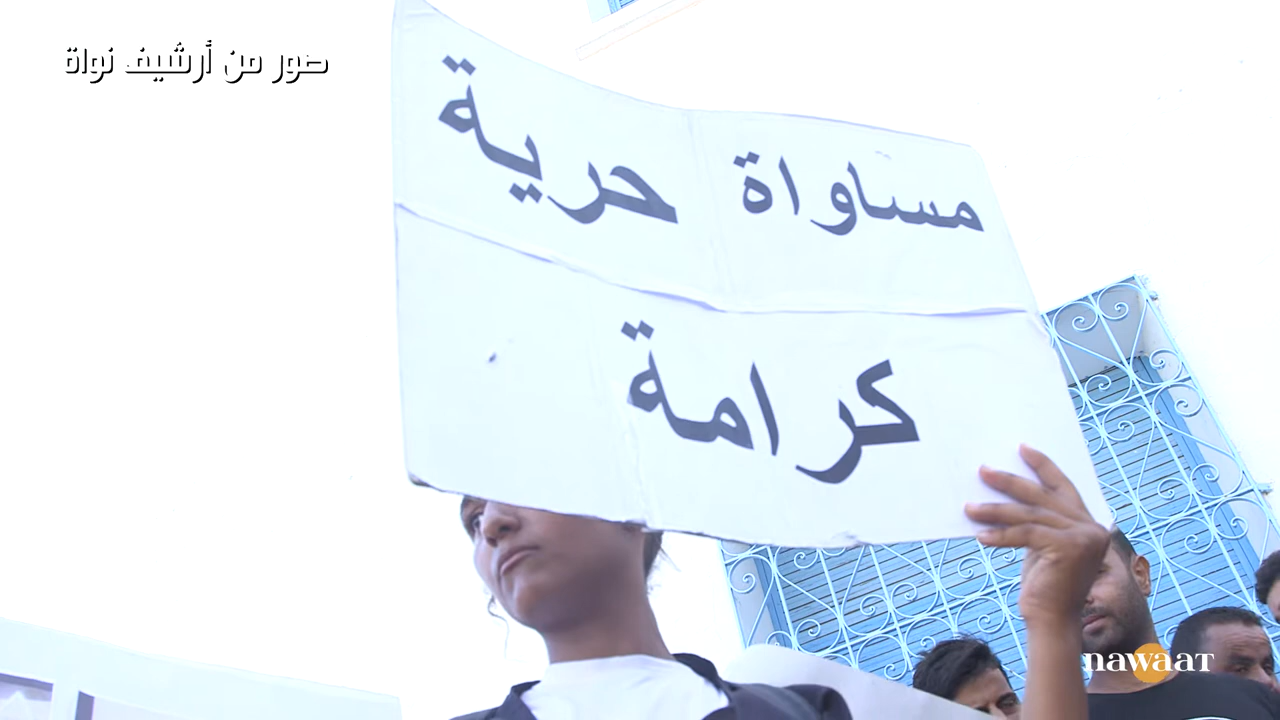 صور من أرشيف نواة
مساواة حرية
كرامة
nawaat